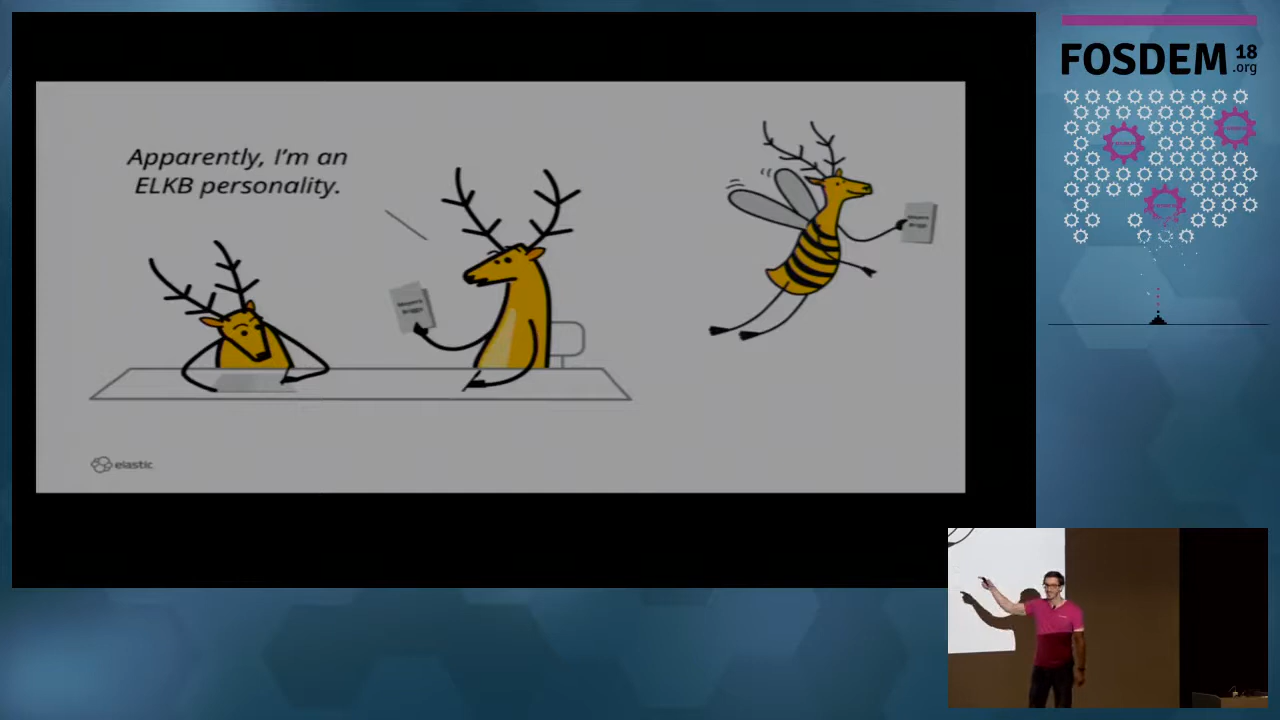 Apparently, I'm an
ELKB personality.
elastic
FOSDEM 18
.org